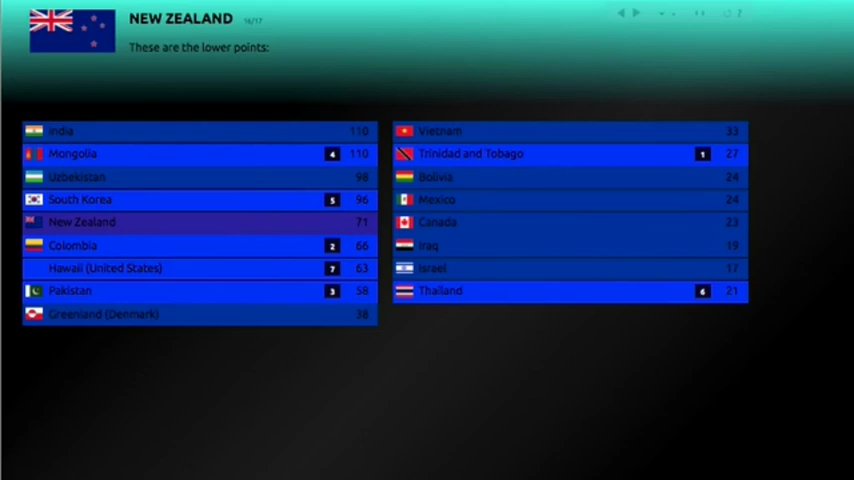 NEW ZEALAND 16/17
These are the lower points:
India 110
Mongolia 4 110
Uzbekistan 98
South Korea 5 96
New Zealand 71
Colombia 2 66
Hawaii (United States) 7 63
Pakistan 3 58
Greenland (Denmark) 38
Vietnam 33
Trinidad and Tobago 1 27
Bolivia 24
Mexico 24
Canada 23
Iraq 19
Israel 17
Thailand 6 21